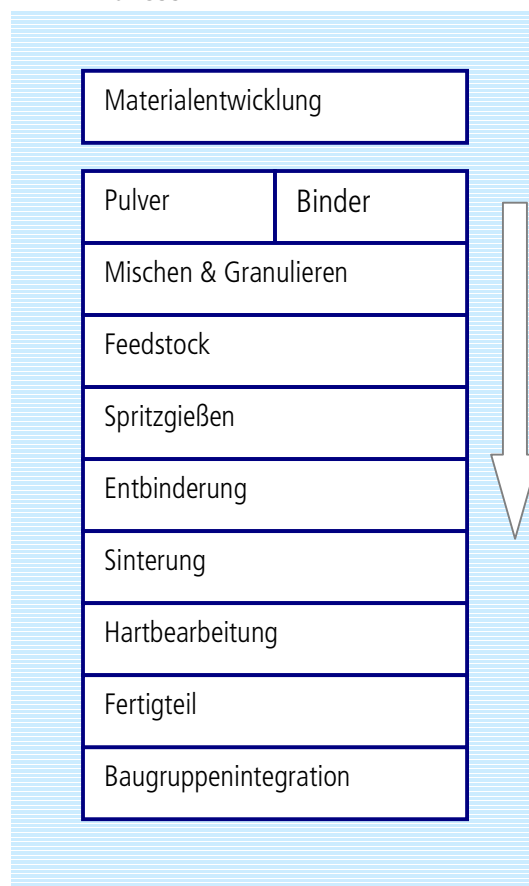 Materialentwicklung
Pulver Binder
Mischen & Granulieren
Feedstock
Spritzgießen
Entbinderung
Sinterung
Hartbearbeitung
Fertigteil
Baugruppenintegration